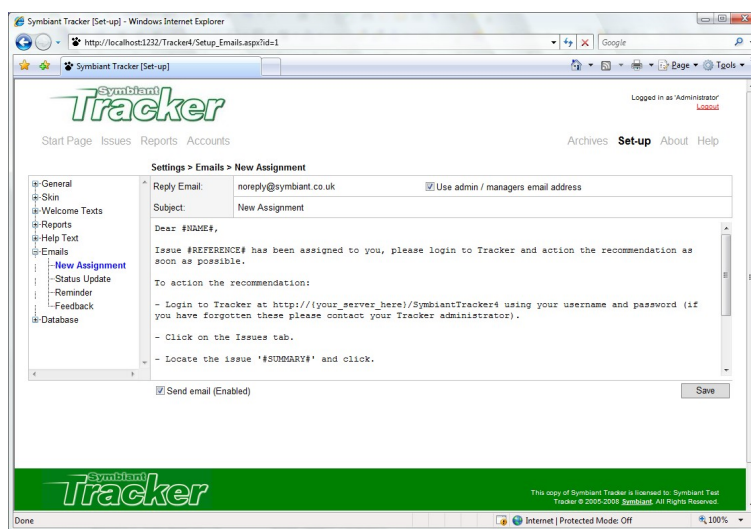 Symbiant Tracker [Set-up] - Windows Internet Explorer
http://localhost:1232/Tracker4/Setup_Emails.aspx?id=1
Google
Symbiant Tracker [Set-up]
Page
Tools
Symbiant
Tracker
Logged in as 'Administrator'
Logout
Start Page Issues Reports Accounts
Archives Set-up About Help
Settings > Emails > New Assignment
General
Skin
Welcome Texts
Reports
Help Text
Emails
New Assignment
Status Update
Reminder
Feedback
Database
Reply Email: noreply@symbiant.co.uk Use admin / managers email address
Subject: New Assignment
Dear #NAME#,
Issue #REFERENCE# has been assigned to you, please login to Tracker and action the recommendation as
soon as possible.
To action the recommendation:
- Login to Tracker at http://{your_server_here}/SymbiantTracker4 using your username and password (if
you have forgotten these please contact your Tracker administrator).
- Click on the Issues tab.
- Locate the issue '#SUMMARY#' and click.
Send email (Enabled)
Save
Symbiant
Tracker
This copy of Symbiant Tracker is licensed to: Symbiant Test
Tracker © 2005-2008 Symbiant. All Rights Reserved.
Done
Internet | Protected Mode: Off
100%